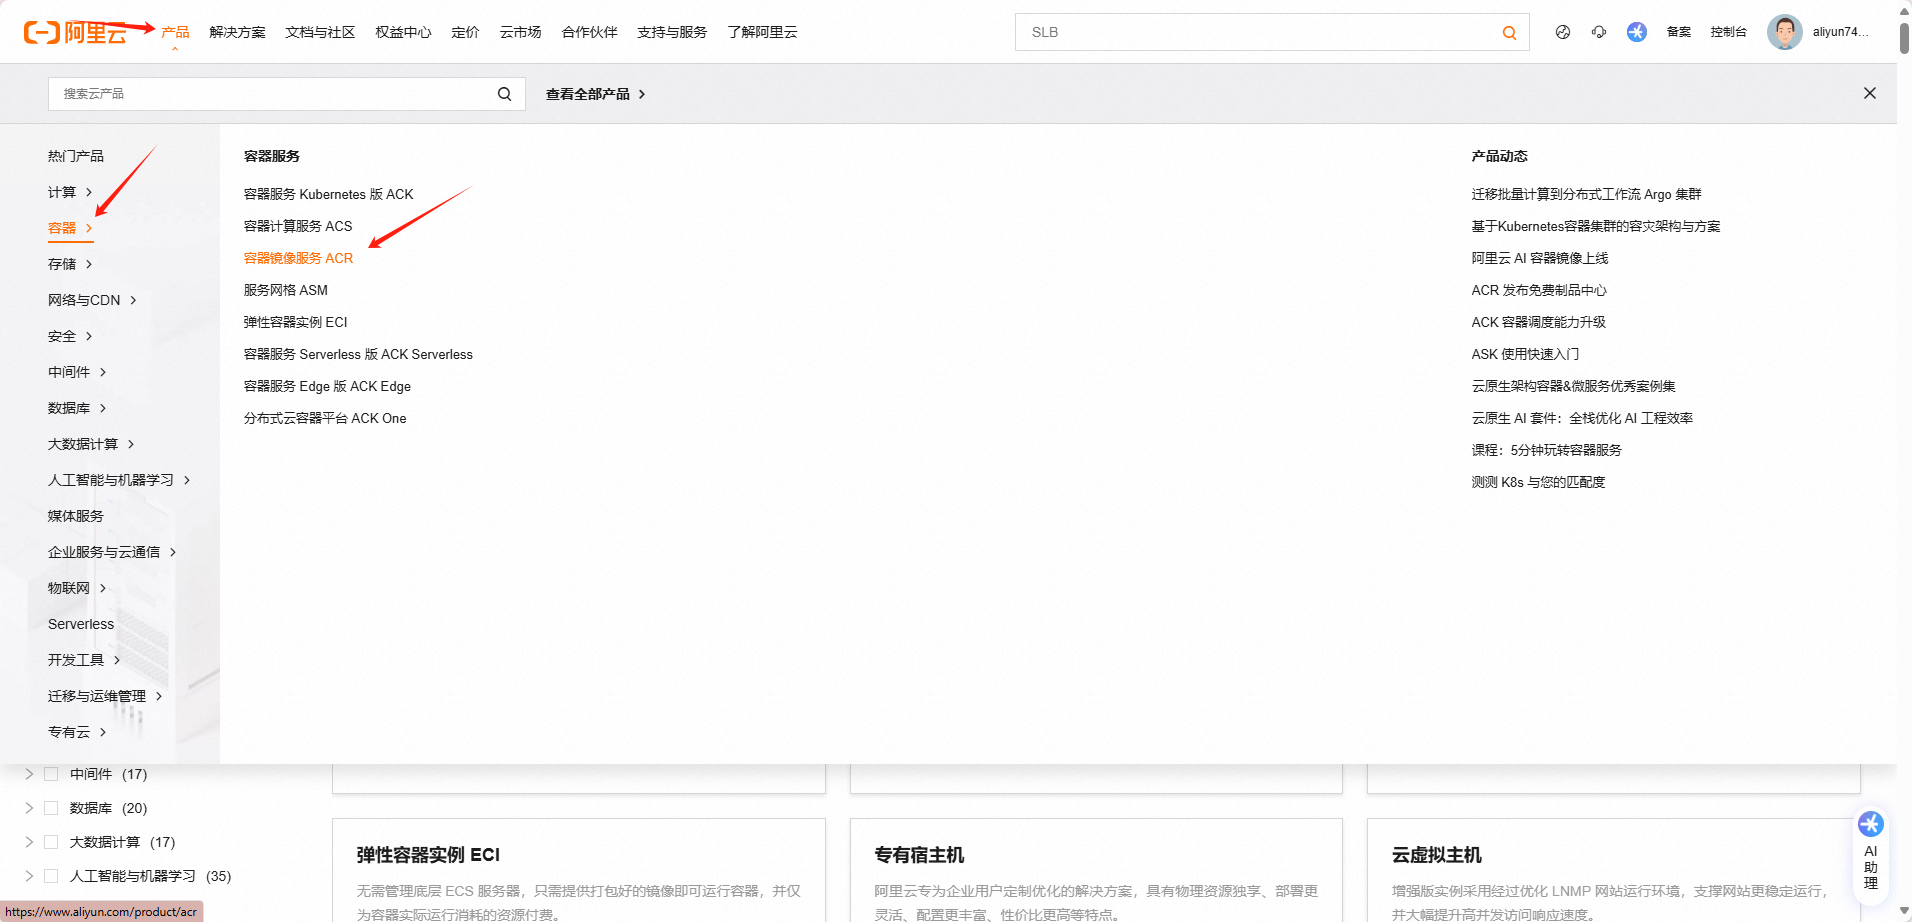 阿里云 产品 解决方案 文档与社区 权益中心 定价 云市场 合作伙伴 支持与服务 了解阿里云 SLB 备案 控制台 aliyun74...
搜索云产品 查看全部产品
热门产品
计算
容器
存储
网络与CDN
安全
中间件
数据库
大数据计算
人工智能与机器学习
媒体服务
企业服务与云通信
物联网
Serverless
开发工具
迁移与运维管理
专有云
容器服务
容器服务 Kubernetes 版 ACK
容器计算服务 ACS
容器镜像服务 ACR
服务网格 ASM
弹性容器实例 ECI
容器服务 Serverless 版 ACK Serverless
容器服务 Edge 版 ACK Edge
分布式云容器平台 ACK One
产品动态
迁移批量计算到分布式工作流 Argo 集群
基于Kubernetes容器集群的容灾架构与方案
阿里云 AI 容器镜像上线
ACR 发布免费制品中心
ACK 容器调度能力升级
ASK 使用快速入门
云原生架构容器&微服务优秀案例集
云原生 AI 套件：全栈优化 AI 工程效率
课程：5分钟玩转容器服务
测测 K8s 与您的匹配度
中间件 (17)
数据库 (20)
大数据计算 (17)
人工智能与机器学习 (35)
弹性容器实例 ECI
无需管理底层 ECS 服务器，只需提供打包好的镜像即可运行容器，并仅
为容器实际运行消耗的资源付费。
专有宿主机
阿里云专为企业用户定制优化的解决方案，具有物理资源独享、部署更
灵活、配置更丰富、性价比更高等特点。
云虚拟主机
增强版实例采用经过优化 LNMP 网站运行环境，支撑网站更稳定运行，
并大幅提升高并发访问响应速度。
AI
助
理
https://www.aliyun.com/product/acr